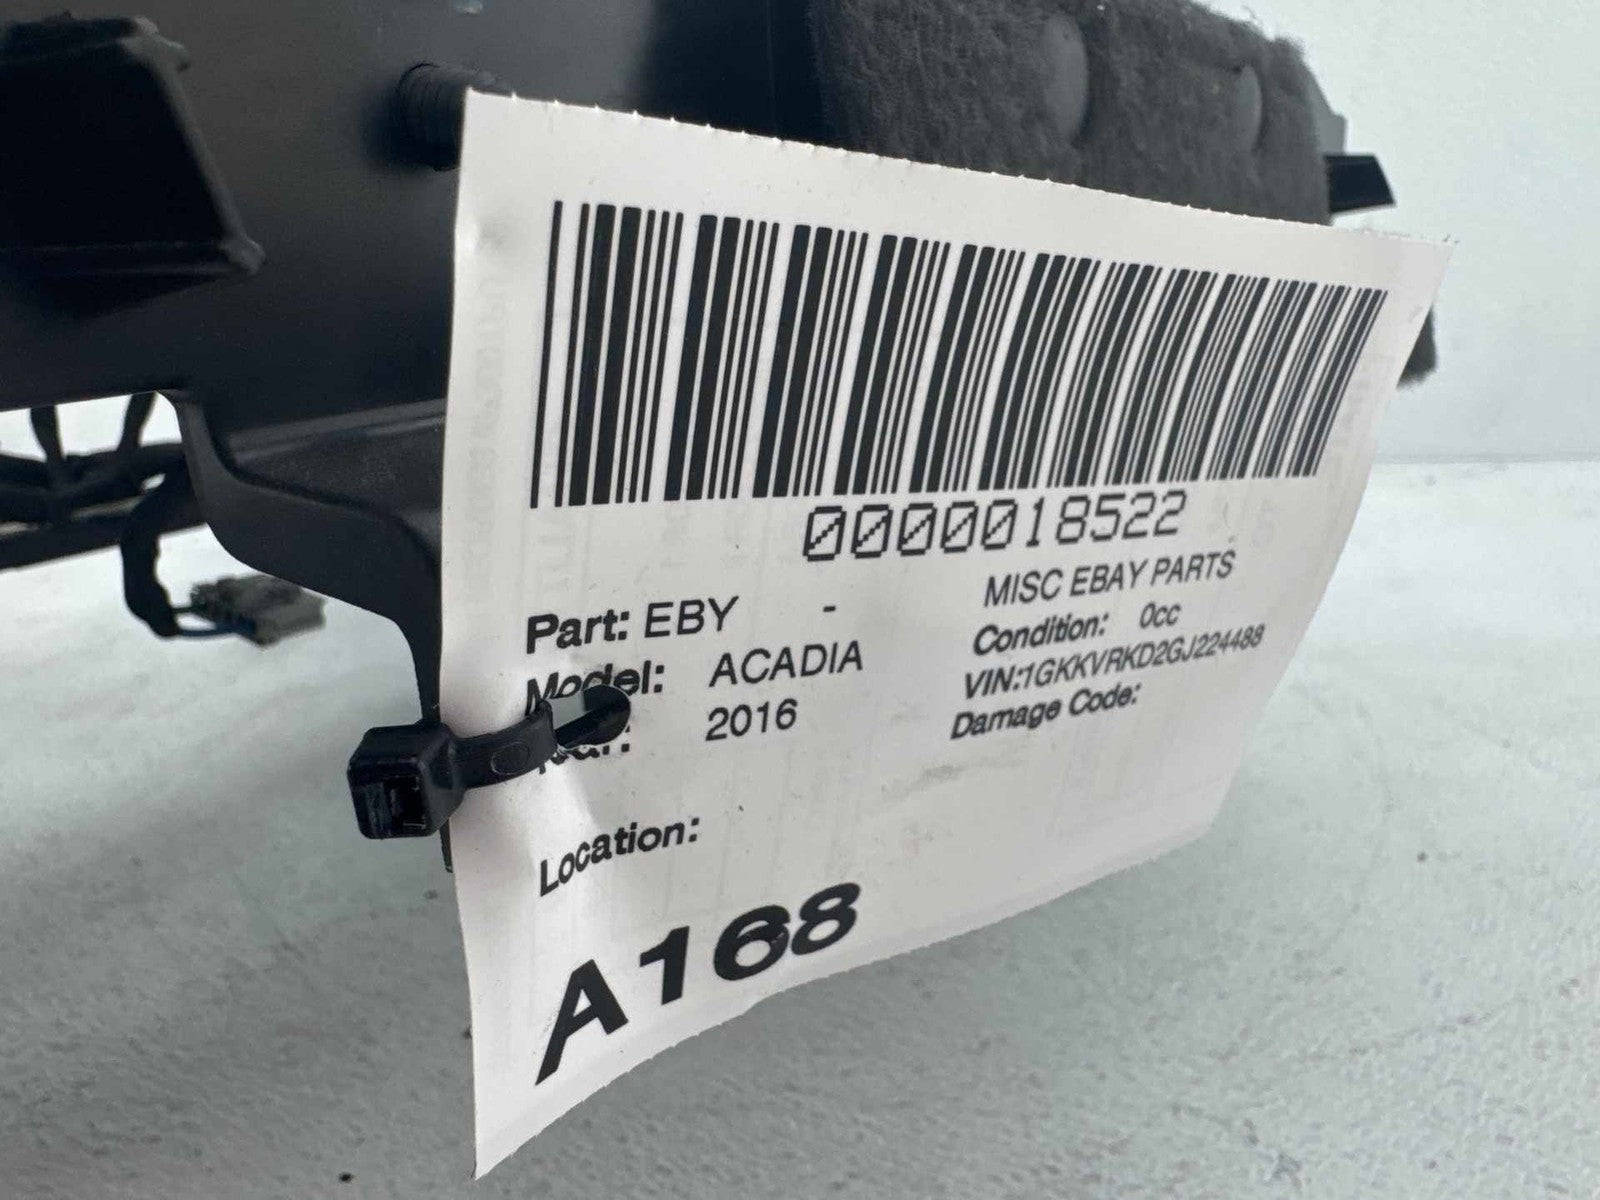 0000018522
Part: EBY - MISC EBAY PARTS
Model: ACADIA Condition: 0cc
2016 VIN:1GKKVRKD2GJ224488
Damage Code:
Location:
A168